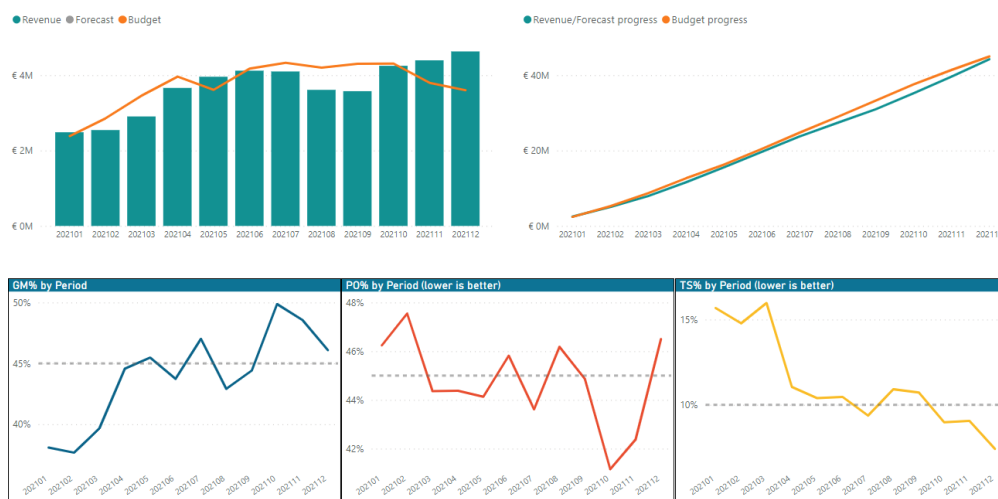 Revenue Forecast Budget
€ 4M
€ 2M
€ 0M
202101 202102 202103 202104 202105 202106 202107 202108 202109 202110 202111 202112
Revenue/Forecast progress Budget progress
€ 40M
€ 20M
€ 0M
202101 202102 202103 202104 202105 202106 202107 202108 202109 202110 202111 20211
GM% by Period
50%
45%
40%
202101 202102 202103 202104 202105 202106 202107 202108 202109 202110 202111 202112
PO% by Period (lower is better)
48%
46%
44%
42%
202101 202102 202103 202104 202105 202106 202107 202108 202109 202110 202111 202112
TS% by Period (lower is better)
15%
10%
202101 202102 202103 202104 202105 202106 202107 202108 202109 202110 202111 202112